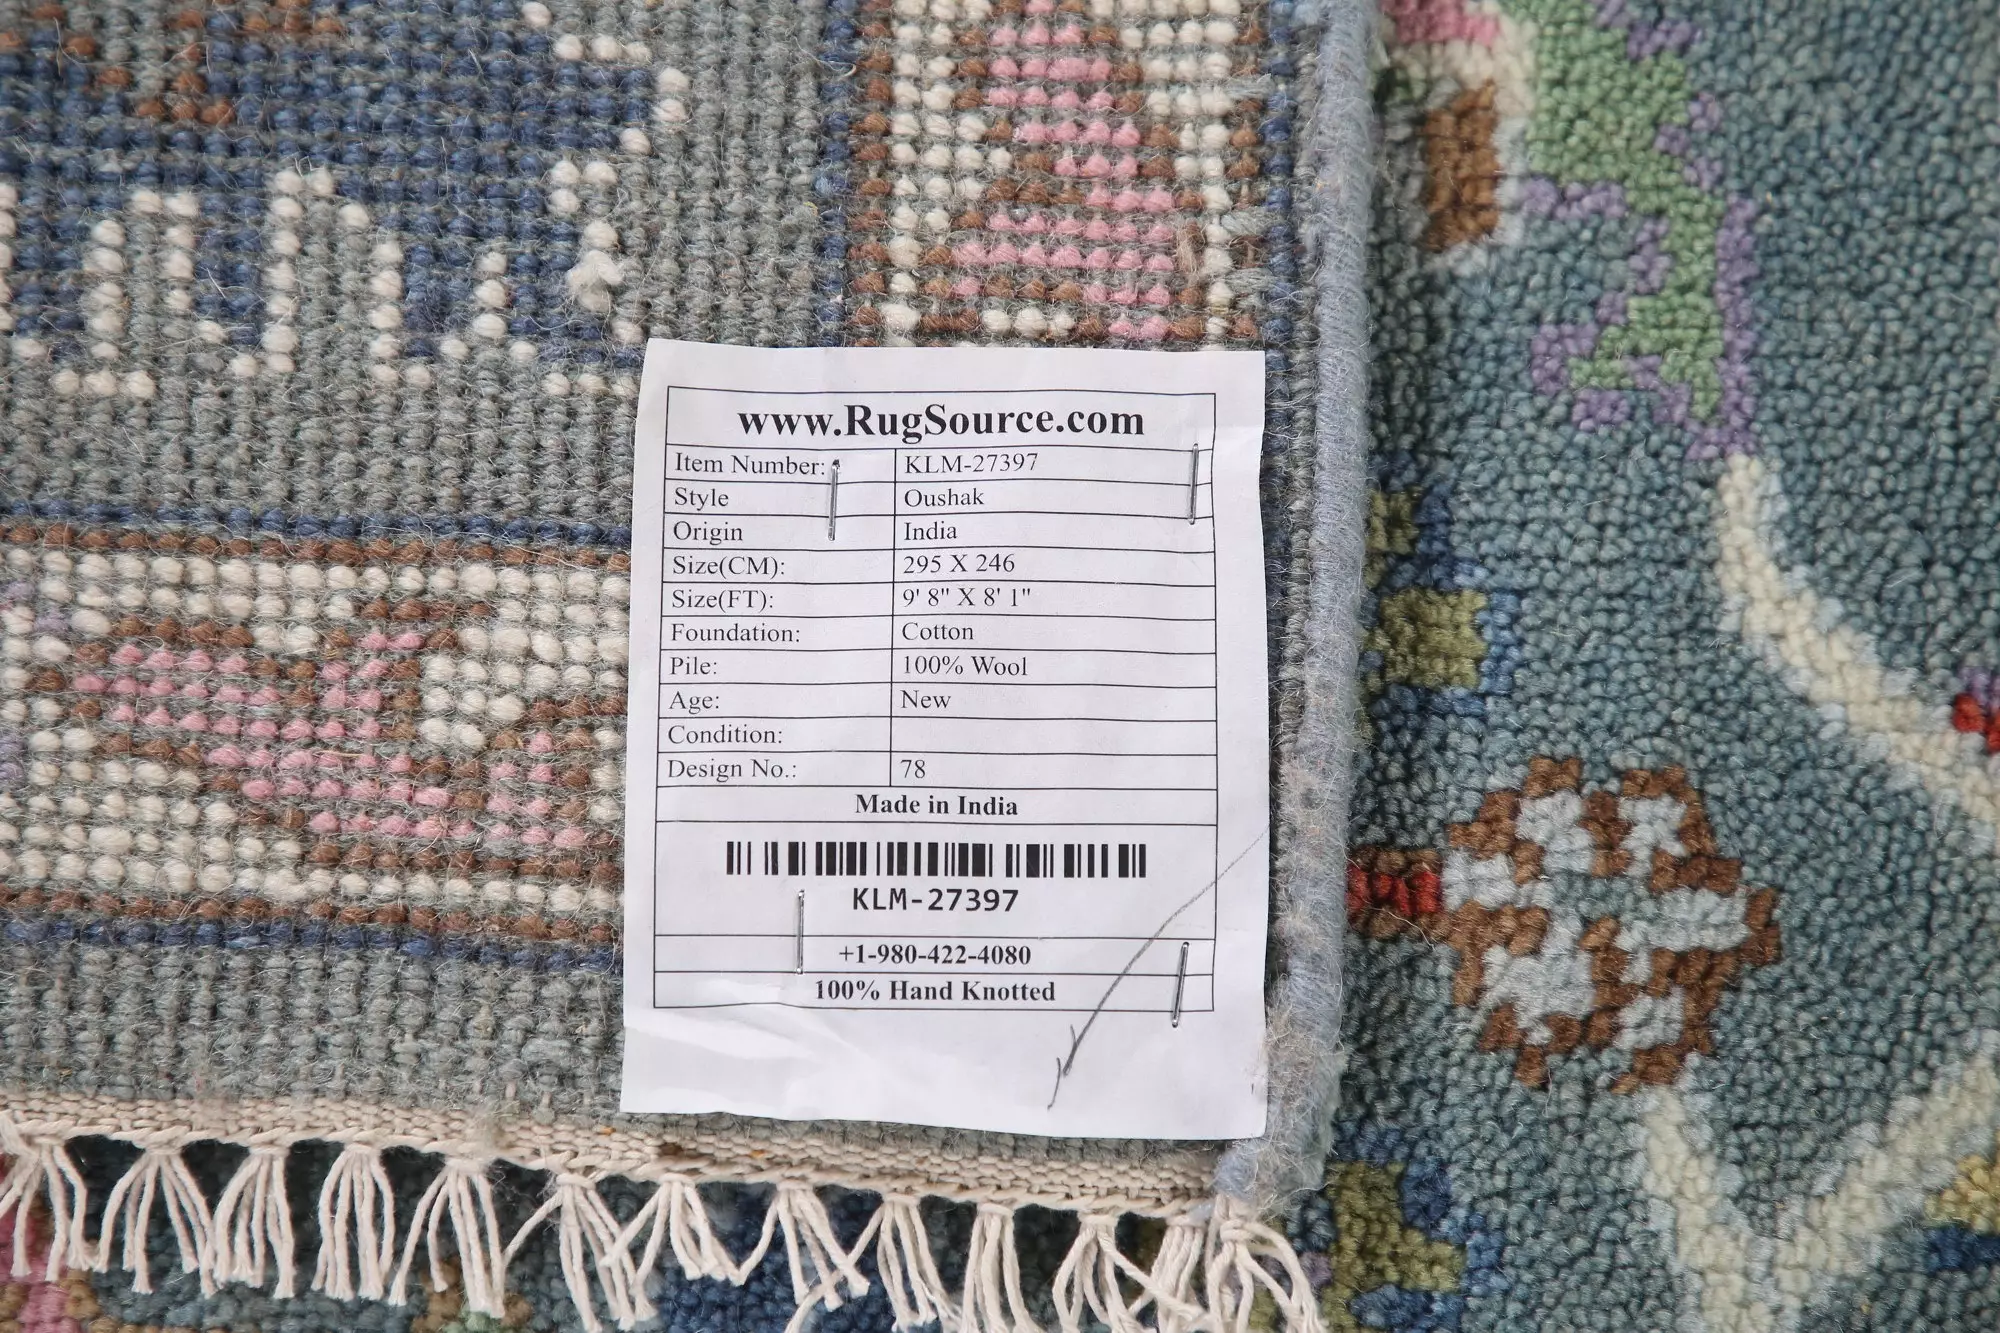 www.RugSource.com
Item Number: KLM-27397
Style Oushak
Origin India
Size(CM): 295 X 246
Size(FT): 9' 8" X 8' 1"
Foundation: Cotton
Pile: 100% Wool
Age: New
Condition:
Design No.: 78
Made in India
KLM-27397
+1-980-422-4080
100% Hand Knotted